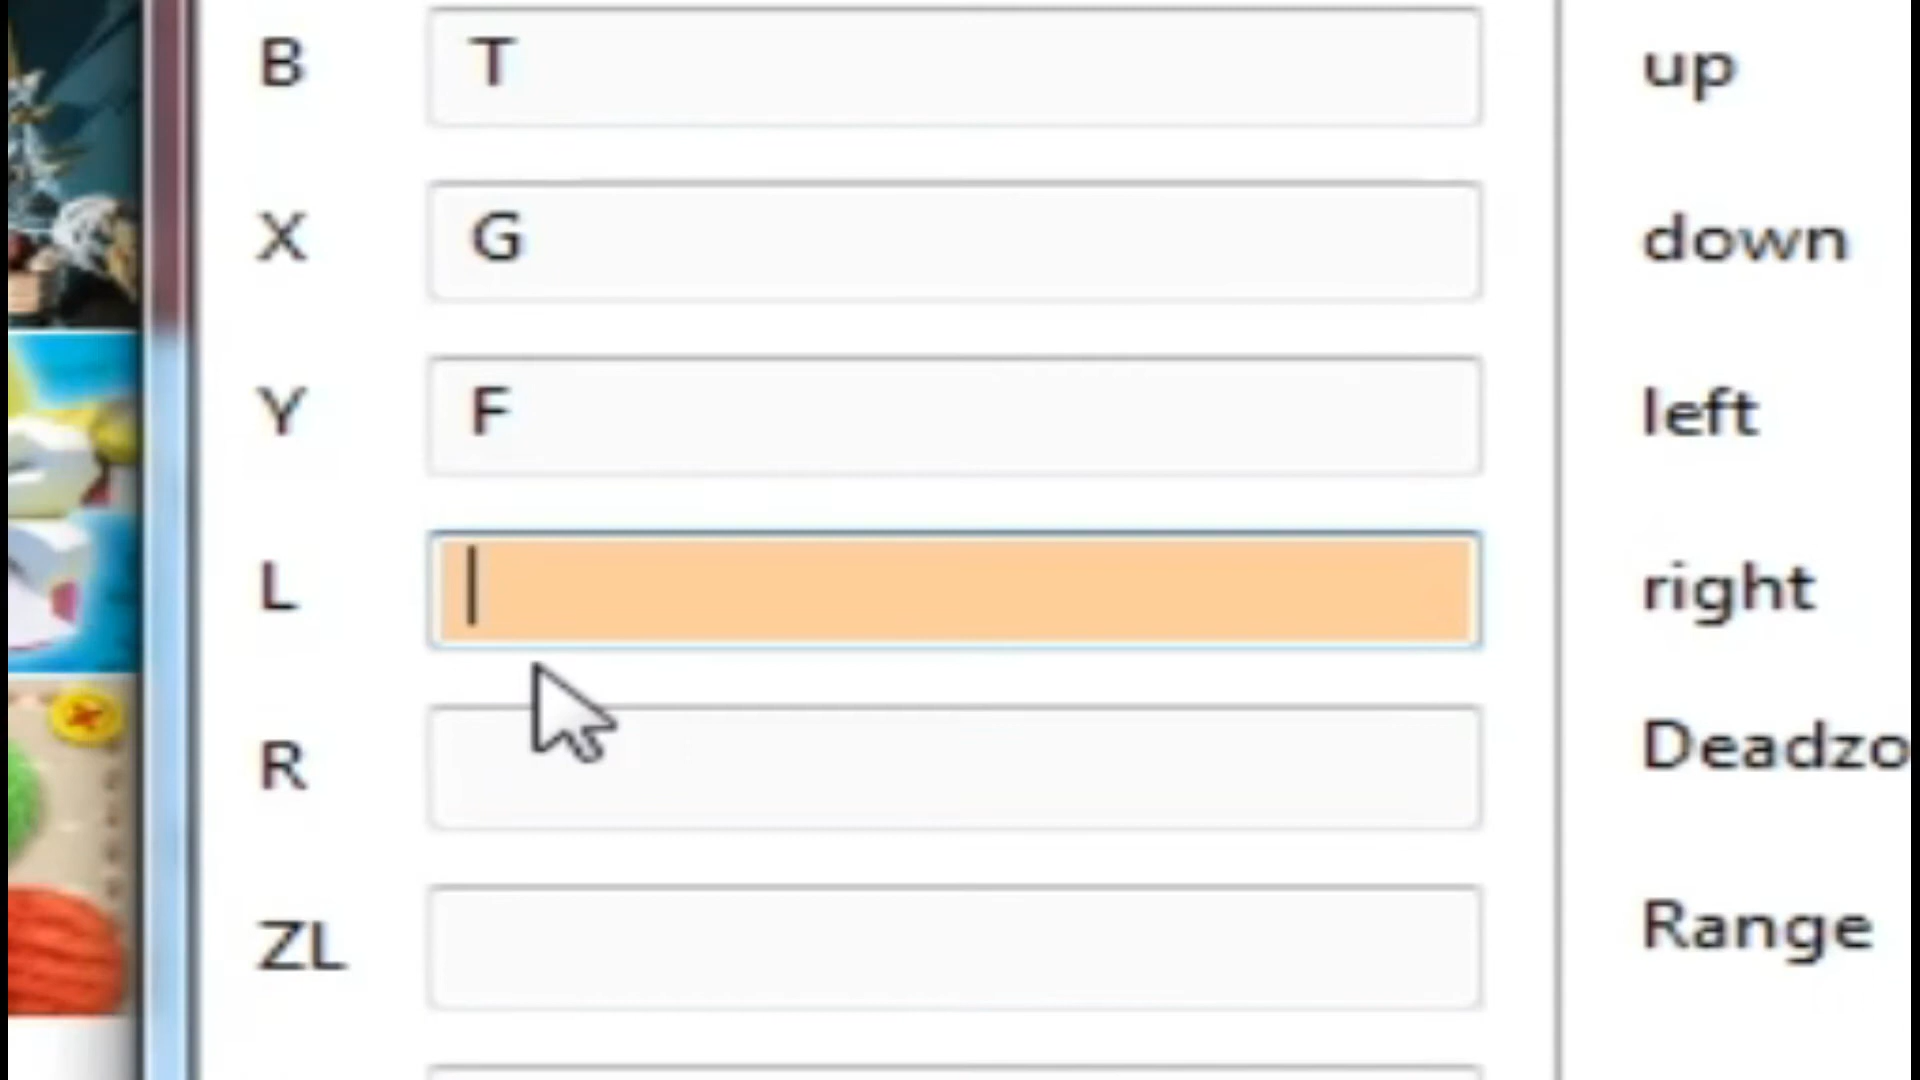 B T up
X G down
Y F left
L right
R Deadzo
ZL Range